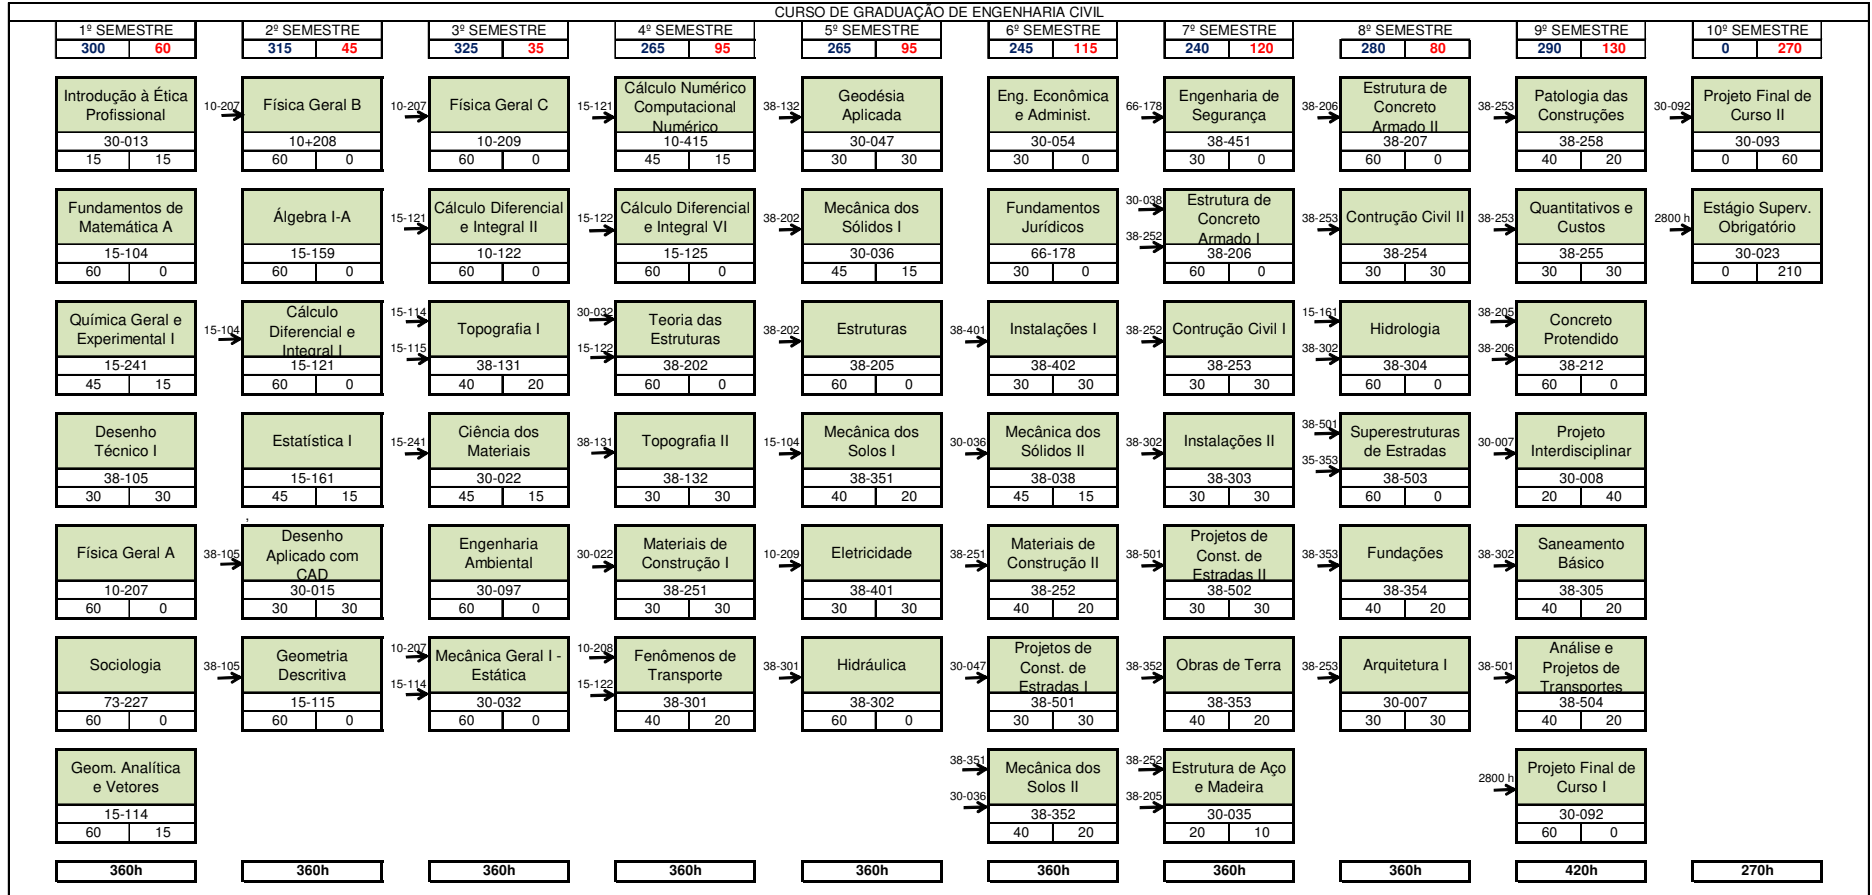 CURSO DE GRADUAÇÃO DE ENGENHARIA CIVIL
1º SEMESTRE
300 60
Introdução à Ética
Profissional
30-013
15 15
Fundamentos de
Matemática A
15-104
60 0
Química Geral e
Experimental I
15-241
45 15
Desenho
Técnico I
38-105
30 30
Física Geral A
10-207
60 0
Sociologia
73-227
60 0
Geom. Analítica
e Vetores
15-114
60 15
360h
2º SEMESTRE
315 45
10-207
Física Geral B
10+208
60 0
Álgebra I-A
15-159
60 0
15-104
Cálculo
Diferencial e
Integral I
15-121
60 0
Estatística I
15-161
45 15
,
38-105
Desenho
Aplicado com
CAD
30-015
30 30
38-105
Geometria
Descritiva
15-115
60 0
360h
3º SEMESTRE
325 35
10-207
Física Geral C
10-209
60 0
15-121
Cálculo Diferencial
e Integral II
10-122
60 0
15-114
15-115
Topografia I
38-131
40 20
15-241
Ciência dos
Materiais
30-022
45 15
Engenharia
Ambiental
30-097
60 0
10-207
15-114
Mecânica Geral I -
Estática
30-032
60 0
360h
4º SEMESTRE
265 95
15-121
Cálculo Numérico
Computacional
Numérico
10-415
45 15
15-122
Cálculo Diferencial
e Integral VI
15-125
60 0
30-032
15-122
Teoria das
Estruturas
38-202
60 0
38-131
Topografia II
38-132
30 30
30-022
Materiais de
Construção I
38-251
30 30
10-208
15-122
Fenômenos de
Transporte
38-301
40 20
360h
5º SEMESTRE
265 95
38-132
Geodésia
Aplicada
30-047
30 30
38-202
Mecânica dos
Sólidos I
30-036
45 15
38-202
Estruturas
38-205
60 0
15-104
Mecânica dos
Solos I
38-351
40 20
10-209
Eletricidade
38-401
30 30
38-301
Hidráulica
38-302
60 0
360h
6º SEMESTRE
245 115
Eng. Econômica
e Administ.
30-054
30 0
Fundamentos
Jurídicos
66-178
30 0
38-401
Instalações I
38-402
30 30
30-036
Mecânica dos
Sólidos II
38-038
45 15
38-251
Materiais de
Construção II
38-252
40 20
30-047
Projetos de
Const. de
Estradas I
38-501
30 30
38-351
30-036
Mecânica dos
Solos II
38-352
40 20
360h
7º SEMESTRE
240 120
66-178
Engenharia de
Segurança
38-451
30 0
30-038
38-252
Estrutura de
Concreto
Armado I
38-206
60 0
38-252
Contrução Civil I
38-253
30 30
38-302
Instalações II
38-303
30 30
38-501
Projetos de
Const. de
Estradas II
38-502
30 30
38-352
Obras de Terra
38-353
40 20
38-252
38-205
Estrutura de Aço
e Madeira
30-035
20 10
360h
8º SEMESTRE
280 80
38-206
Estrutura de
Concreto
Armado II
38-207
60 0
38-253
Contrução Civil II
38-254
30 30
15-161
38-302
Hidrologia
38-304
60 0
38-501
35-353
Superestruturas
de Estradas
38-503
60 0
38-353
Fundações
38-354
40 20
38-253
Arquitetura I
30-007
30 30
360h
9º SEMESTRE
290 130
38-253
Patologia das
Construções
38-258
40 20
38-253
Quantitativos e
Custos
38-255
30 30
38-205
38-206
Concreto
Protendido
38-212
60 0
30-007
Projeto
Interdisciplinar
30-008
20 40
38-302
Saneamento
Básico
38-305
40 20
38-501
Análise e
Projetos de
Transportes
38-504
40 20
2800 h
Projeto Final de
Curso I
30-092
60 0
420h
10º SEMESTRE
0 270
30-092
Projeto Final de
Curso II
30-093
0 60
2800 h
Estágio Superv.
Obrigatório
30-023
0 210
270h